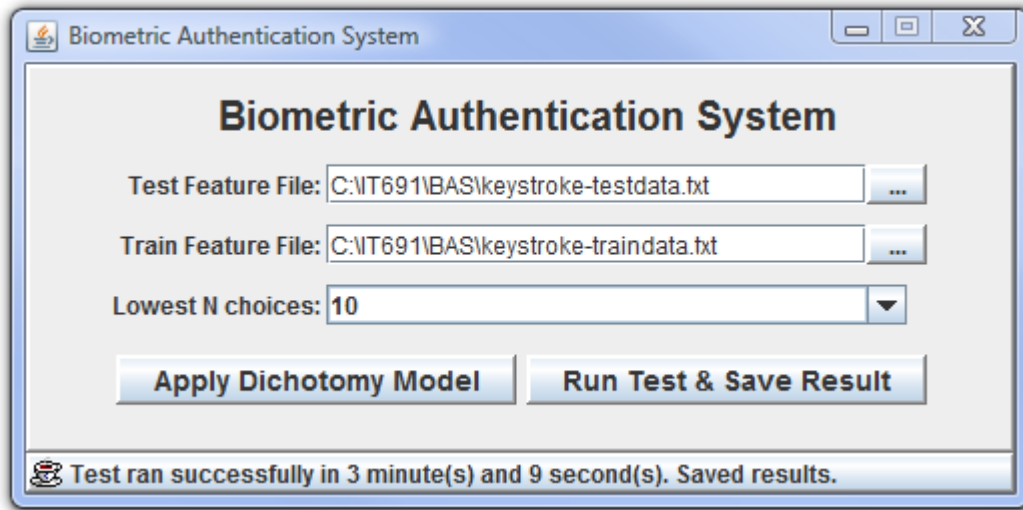 Biometric Authentication System
Biometric Authentication System
Test Feature File: C:\IT691\BAS\keystroke-testdata.txt ...
Train Feature File: C:\IT691\BAS\keystroke-traindata.txt ...
Lowest N choices: 10
Apply Dichotomy Model Run Test & Save Result
Test ran successfully in 3 minute(s) and 9 second(s). Saved results.